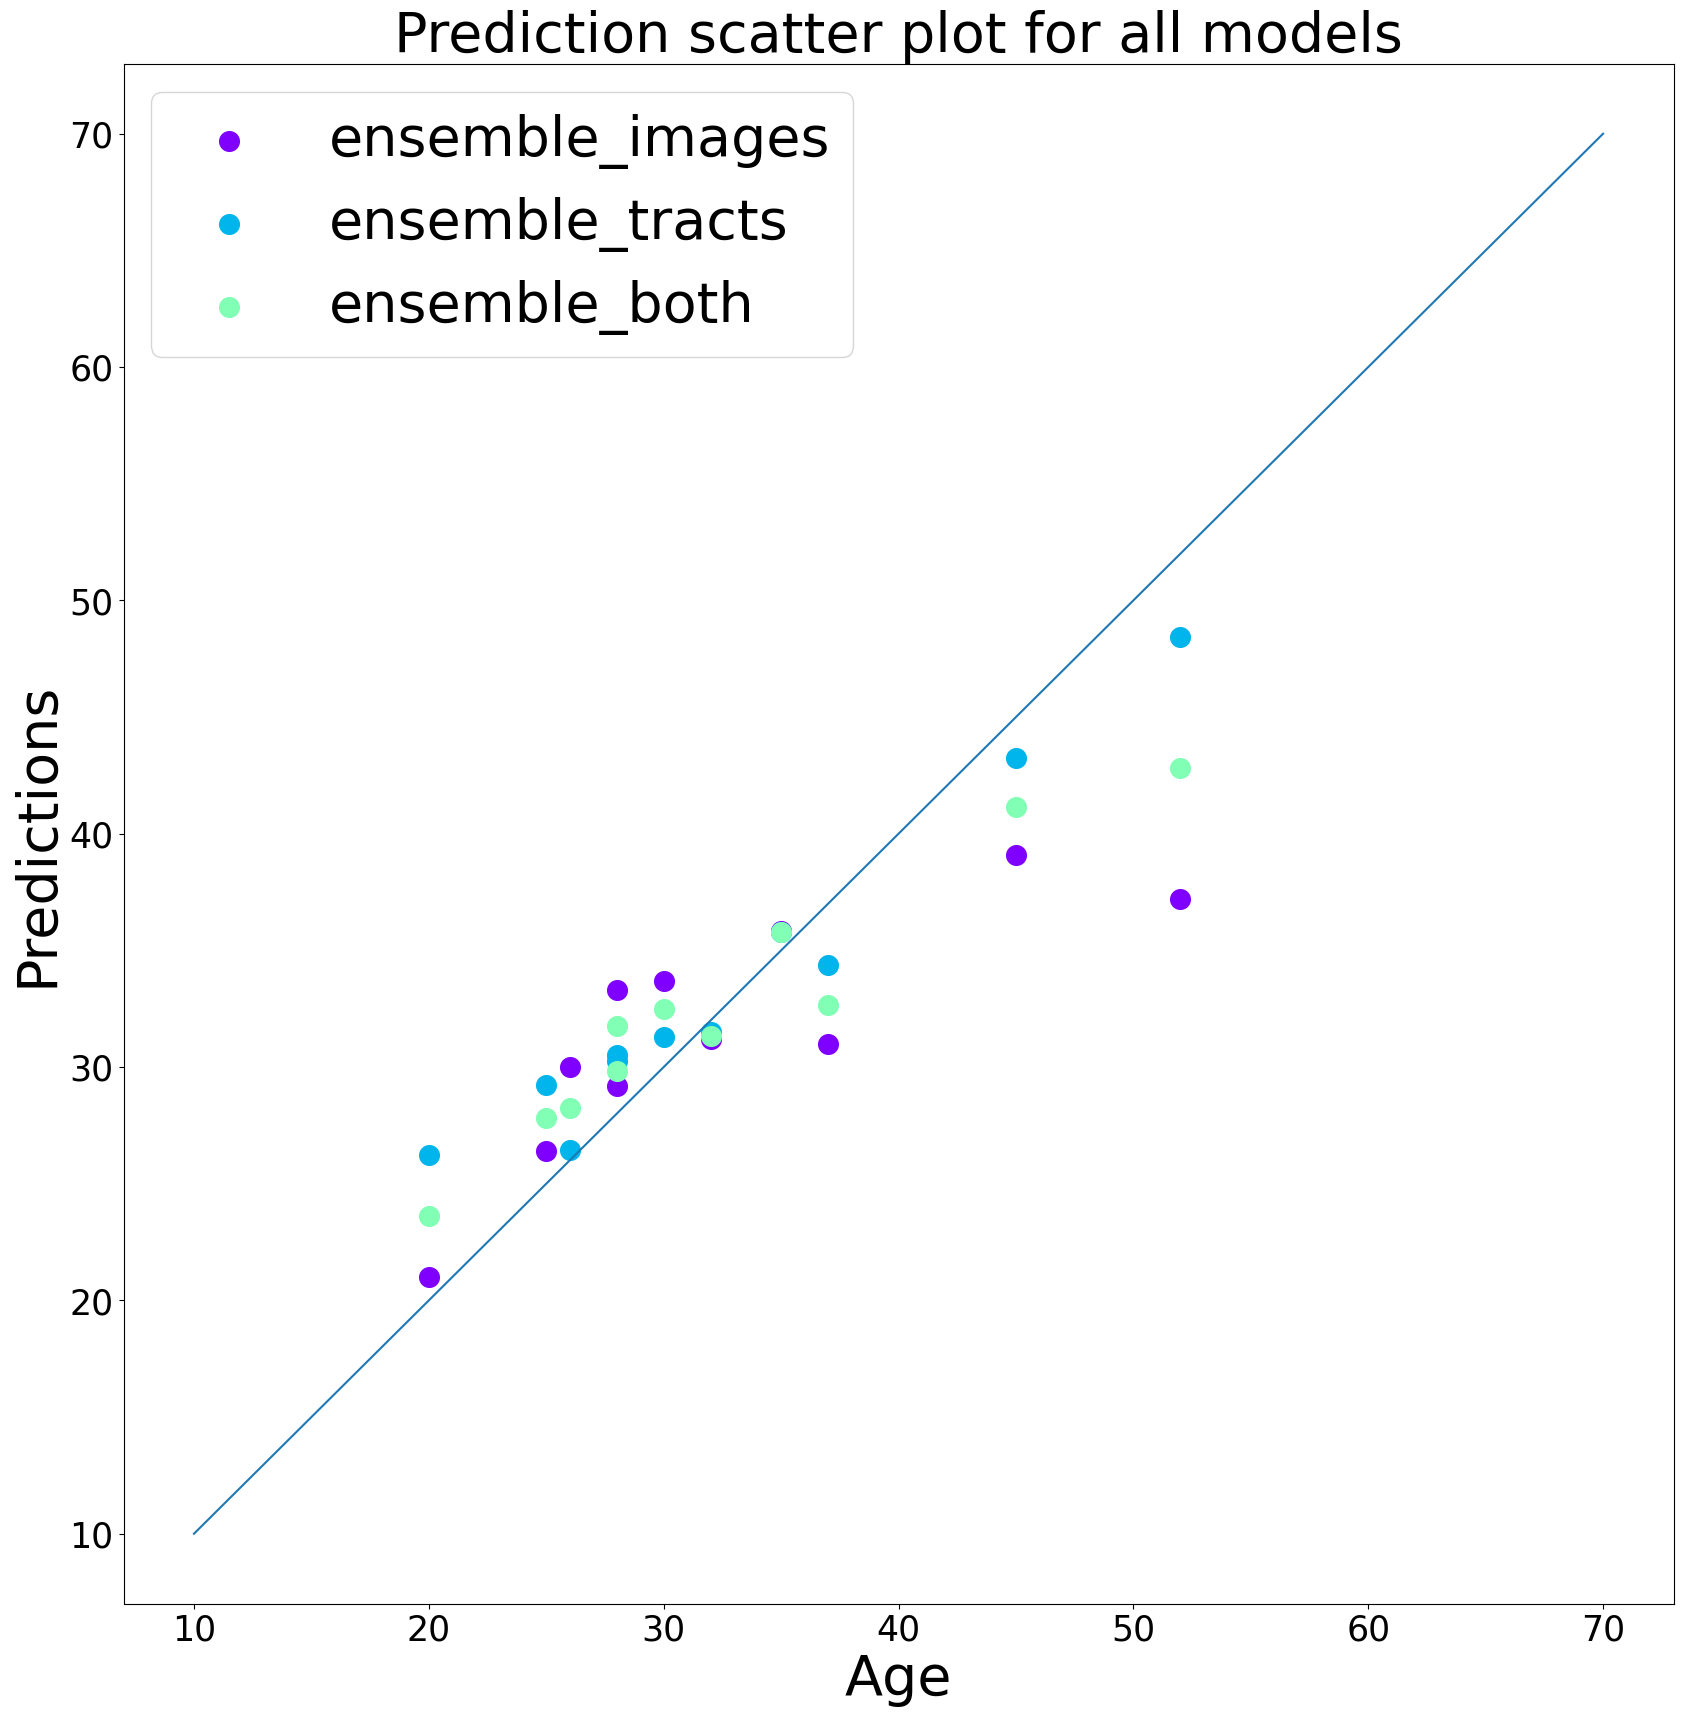 Prediction scatter plot for all models
ensemble_images
ensemble_tracts
ensemble_both
Predictions
70
60
50
40
30
20
10
10 20 30 40 50 60 70
Age